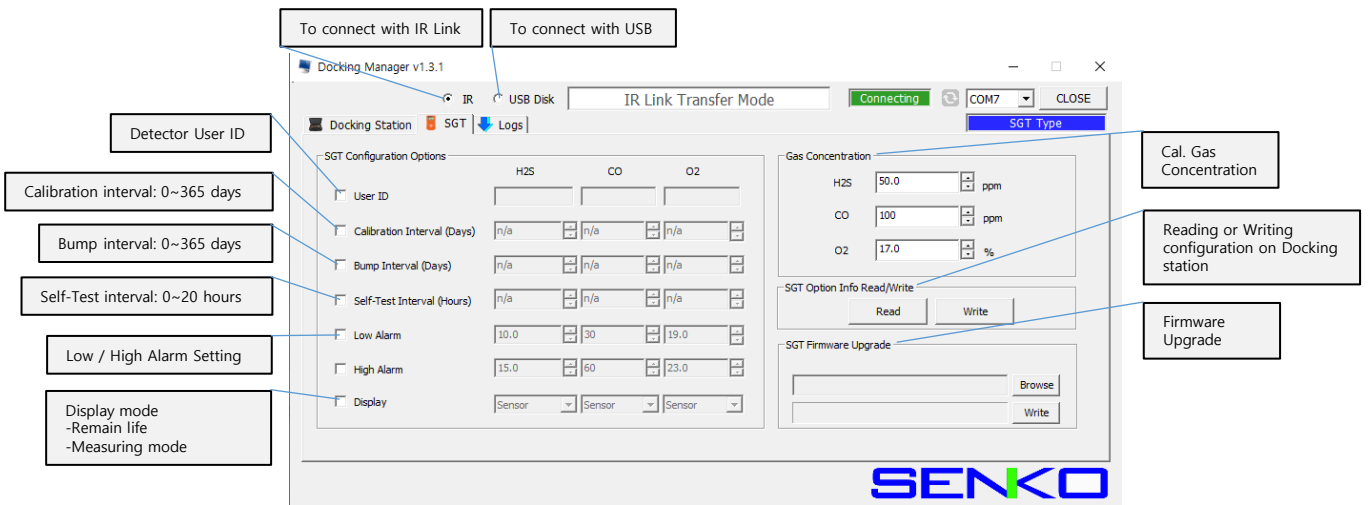 To connect with IR Link
To connect with USB
Docking Manager v1.3.1
IR
USB Disk
IR Link Transfer Mode
Connecting
COM7
CLOSE
Docking Station
SGT
Logs
SGT Type
Detector User ID
Calibration interval: 0~365 days
Bump interval: 0~365 days
Self-Test interval: 0~20 hours
Low / High Alarm Setting
Display mode
-Remain life
-Measuring mode
SGT Configuration Options
H2S CO O2
User ID
Calibration Interval (Days) n/a n/a n/a
Bump Interval (Days) n/a n/a n/a
Self-Test Interval (Hours) n/a n/a n/a
Low Alarm 10.0 30 19.0
High Alarm 15.0 60 23.0
Display Sensor Sensor Sensor
Gas Concentration
H2S 50.0 ppm
CO 100 ppm
O2 17.0 %
SGT Option Info Read/Write
Read Write
SGT Firmware Upgrade
Browse
Write
Cal. Gas
Concentration
Reading or Writing
configuration on Docking
station
Firmware
Upgrade
SENKO